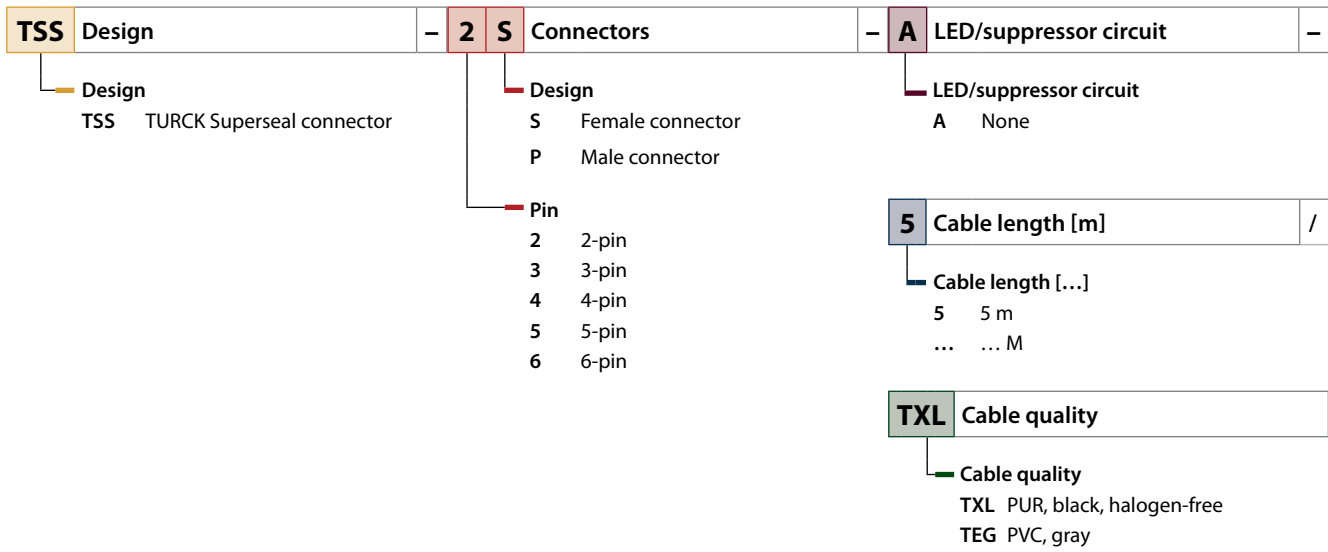 TSS Design – 2 S Connectors – A LED/suppressor circuit –
Design
TSS TURCK Superseal connector
Design
S Female connector
P Male connector
Pin
2 2-pin
3 3-pin
4 4-pin
5 5-pin
6 6-pin
LED/suppressor circuit
A None
5 Cable length [m] /
Cable length […]
5 5 m
… … M
TXL Cable quality
Cable quality
TXL PUR, black, halogen-free
TEG PVC, gray